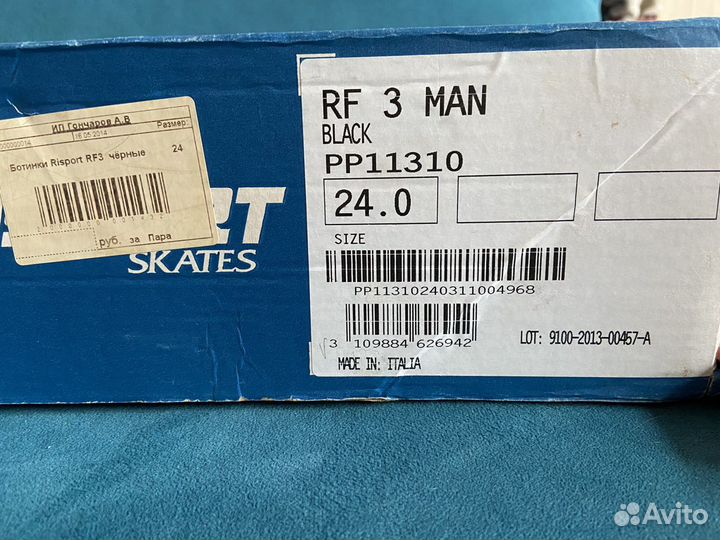 ИП Гончаров А.В
16 05 2014
Размер:
Ботинки Risport RF3 чёрные 24
руб. за Пара
SKATES
RF 3 MAN
BLACK
PP11310
24.0
SIZE
PP11310240311004968
3 109884 626942
LOT: 9100-2013-00457-A
MADE IN: ITALIA
Avito